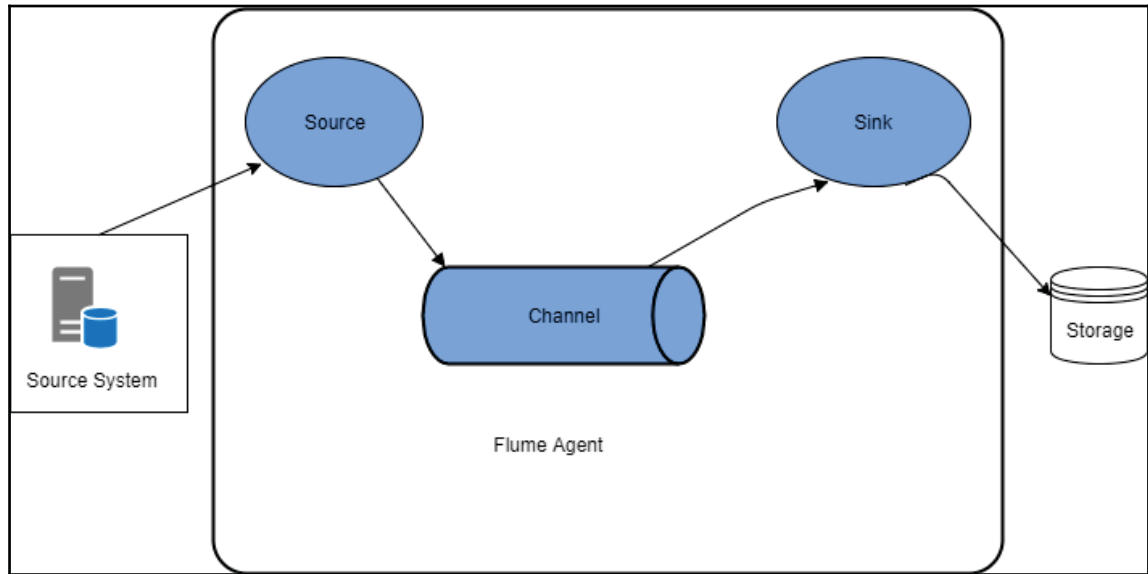 Source
Sink
Channel
Source System
Storage
Flume Agent